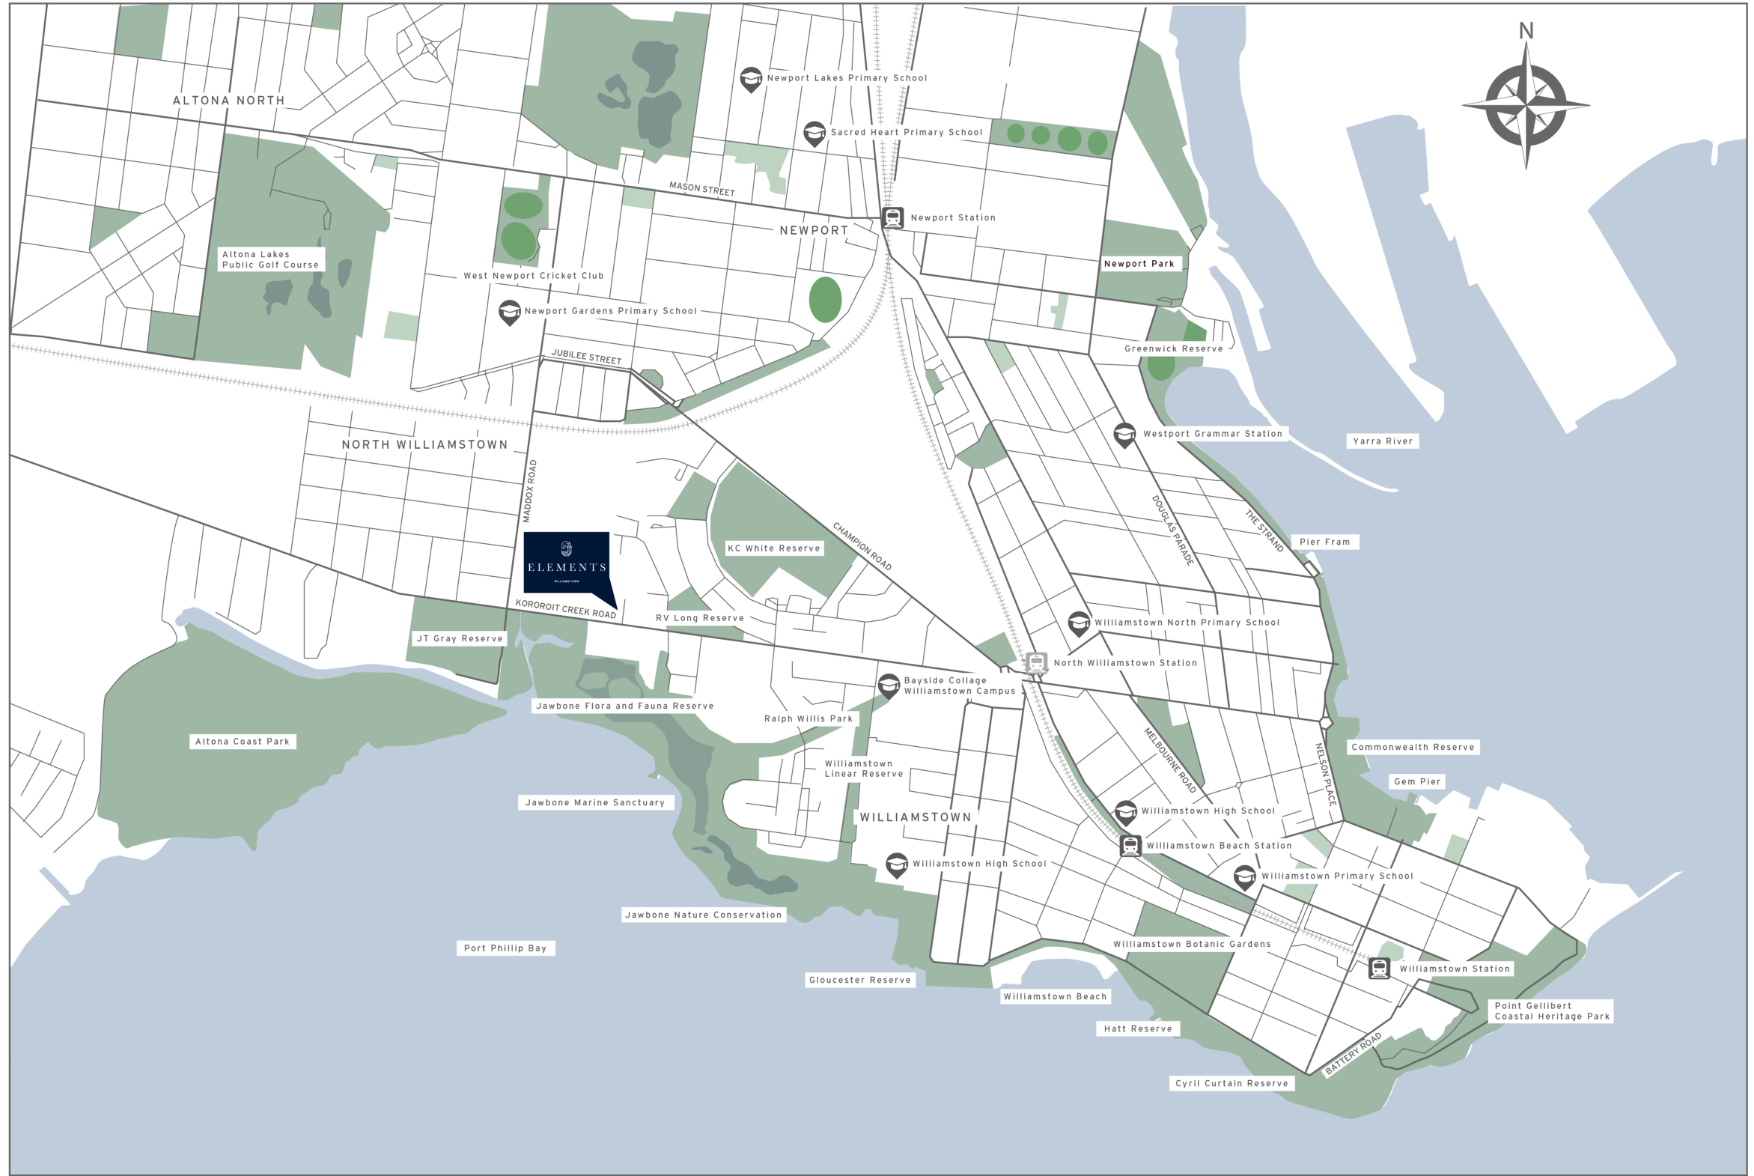 N
Newport Lakes Primary School
ALTONA NORTH
Sacred Heart Primary School
MASON STREET
Newport Station
NEWPORT
Altona Lakes
Public Golf Course
Newport Park
West Newport Cricket Club
Newport Gardens Primary School
JUBILEE STREET
Greenwick Reserve
Westport Grammar Station
Yarra River
NORTH WILLIAMSTOWN
MADDOX ROAD
CHAMPION ROAD
DOUGLAS PARADE
THE STRAND
Pier Fram
KC White Reserve
ELEMENTS
WILLIAMSTOWN
KOROROIT CREEK ROAD
RV Long Reserve
Williamstown North Primary School
JT Gray Reserve
North Williamstown Station
Bayside Collage
Williamstown Campus
Jawbone Flora and Fauna Reserve
Ralph Willis Park
Altona Coast Park
MELBOURNE ROAD
NELSON PLACE
Commonwealth Reserve
Williamstown
Linear Reserve
Gem Pier
Jawbone Marine Sanctuary
WILLIAMSTOWN
Williamstown High School
Williamstown Beach Station
Williamstown High School
Williamstown Primary School
Jawbone Nature Conservation
Port Phillip Bay
Williamstown Botanic Gardens
Gloucester Reserve
Williamstown Station
Williamstown Beach
Point Gellibert
Coastal Heritage Park
Hatt Reserve
BATTERY ROAD
Cyril Curtain Reserve